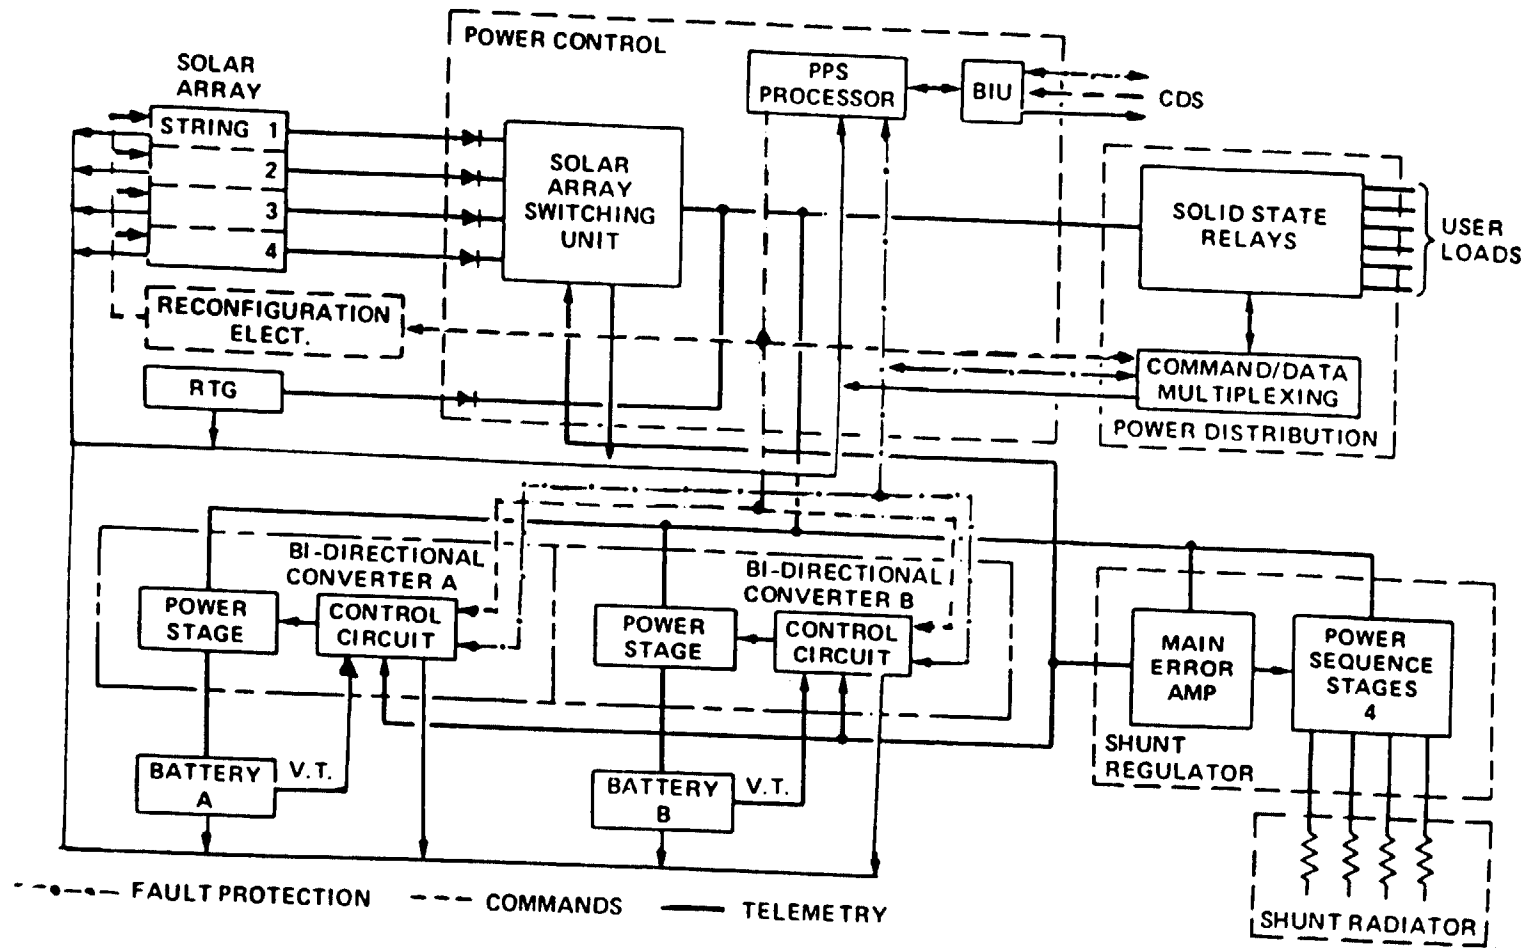 POWER CONTROL
SOLAR
ARRAY
STRING 1
2
3
4
PPS
PROCESSOR
BIU
CDS
SOLAR
ARRAY
SWITCHING
UNIT
SOLID STATE
RELAYS
USER
LOADS
RECONFIGURATION
ELECT.
RTG
COMMAND/DATA
MULTIPLEXING
POWER DISTRIBUTION
BI-DIRECTIONAL
CONVERTER A
POWER
STAGE
CONTROL
CIRCUIT
BI-DIRECTIONAL
CONVERTER B
POWER
STAGE
CONTROL
CIRCUIT
MAIN
ERROR
AMP
POWER
SEQUENCE
STAGES
4
SHUNT
REGULATOR
BATTERY
A
V.T.
BATTERY
B
V.T.
SHUNT RADIATOR
FAULT PROTECTION
COMMANDS
TELEMETRY